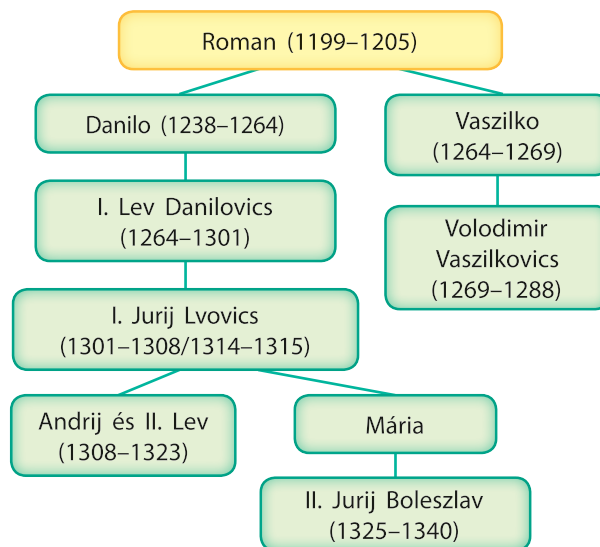 Roman (1199–1205)
Danilo (1238–1264)
Vaszilko
(1264–1269)
I. Lev Danilovics
(1264–1301)
Volodimir
Vaszilkovics
(1269–1288)
I. Jurij Lvovics
(1301–1308/1314–1315)
Andrij és II. Lev
(1308–1323)
Mária
II. Jurij Boleszlav
(1325–1340)